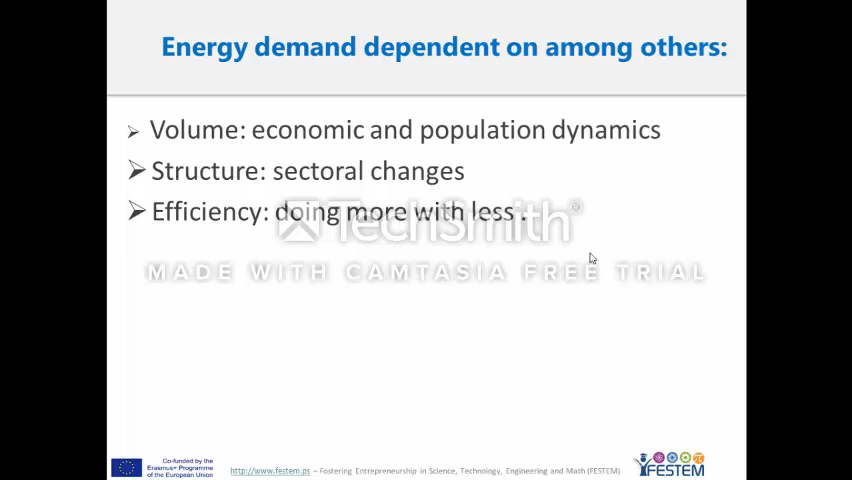 Energy demand dependent on among others:
➢ Volume: economic and population dynamics
➢ Structure: sectoral changes
➢ Efficiency: doing more with less .
TechSmith®
MADE WITH CAMTASIA FREE TRIAL
Co-funded by the
Erasmus+ Programme
of the European Union
http://www.festem.ps – Fostering Entrepreneurship in Science, Technology, Engineering and Math (FESTEM)
FESTEM